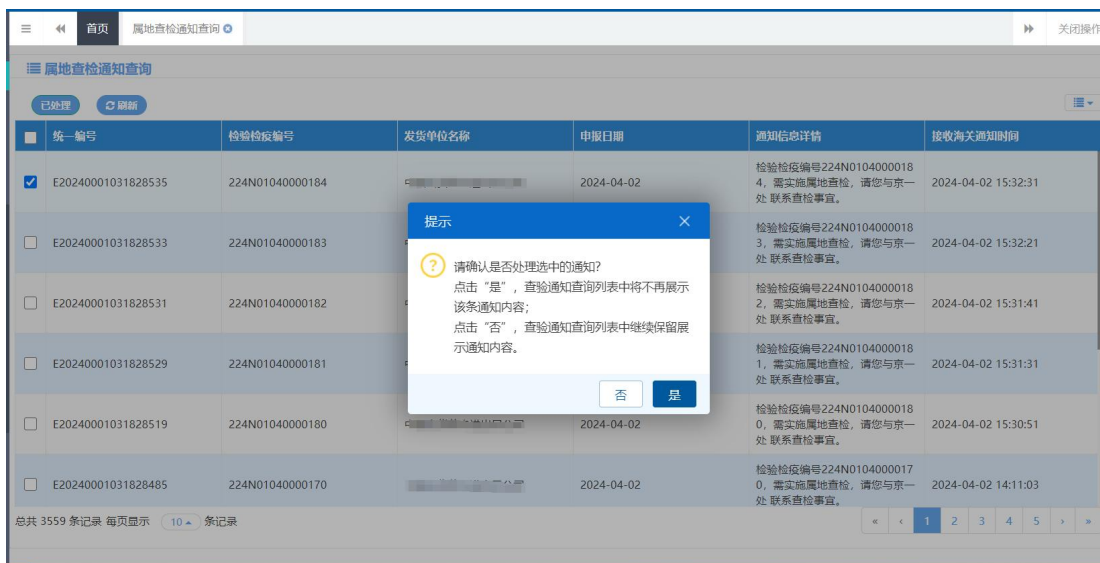 首页 属地查检通知查询 关闭操作
属地查检通知查询
已处理 刷新
统一编号 检验检疫编号 发货单位名称 申报日期 通知信息详情 接收海关通知时间
E20240001031828535 224N01040000184 2024-04-02 2024-04-02 15:32:31
检验检疫编号224N0104000018
4，需实施属地查检，请您与京一
处 联系查检事宜。
E20240001031828533 224N01040000183 2024-04-02 15:32:21
检验检疫编号224N0104000018
3，需实施属地查检，请您与京一
处 联系查检事宜。
E20240001031828531 224N01040000182 2024-04-02 15:31:41
检验检疫编号224N0104000018
2，需实施属地查检，请您与京一
处 联系查检事宜。
E20240001031828529 224N01040000181 2024-04-02 15:31:31
检验检疫编号224N0104000018
1，需实施属地查检，请您与京一
处 联系查检事宜。
E20240001031828519 224N01040000180 2024-04-02 2024-04-02 15:30:51
检验检疫编号224N0104000018
0，需实施属地查检，请您与京一
处 联系查检事宜。
E20240001031828485 224N01040000170 2024-04-02 2024-04-02 14:11:03
检验检疫编号224N0104000017
0，需实施属地查检，请您与京一
处 联系查检事宜。
提示
请确认是否处理选中的通知?
点击“是”，查验通知查询列表中将不再展示
该条通知内容；
点击“否”，查验通知查询列表中继续保留展
示通知内容。
否 是
总共 3559 条记录 每页显示 10 条记录 « ‹ 1 2 3 4 5 › »